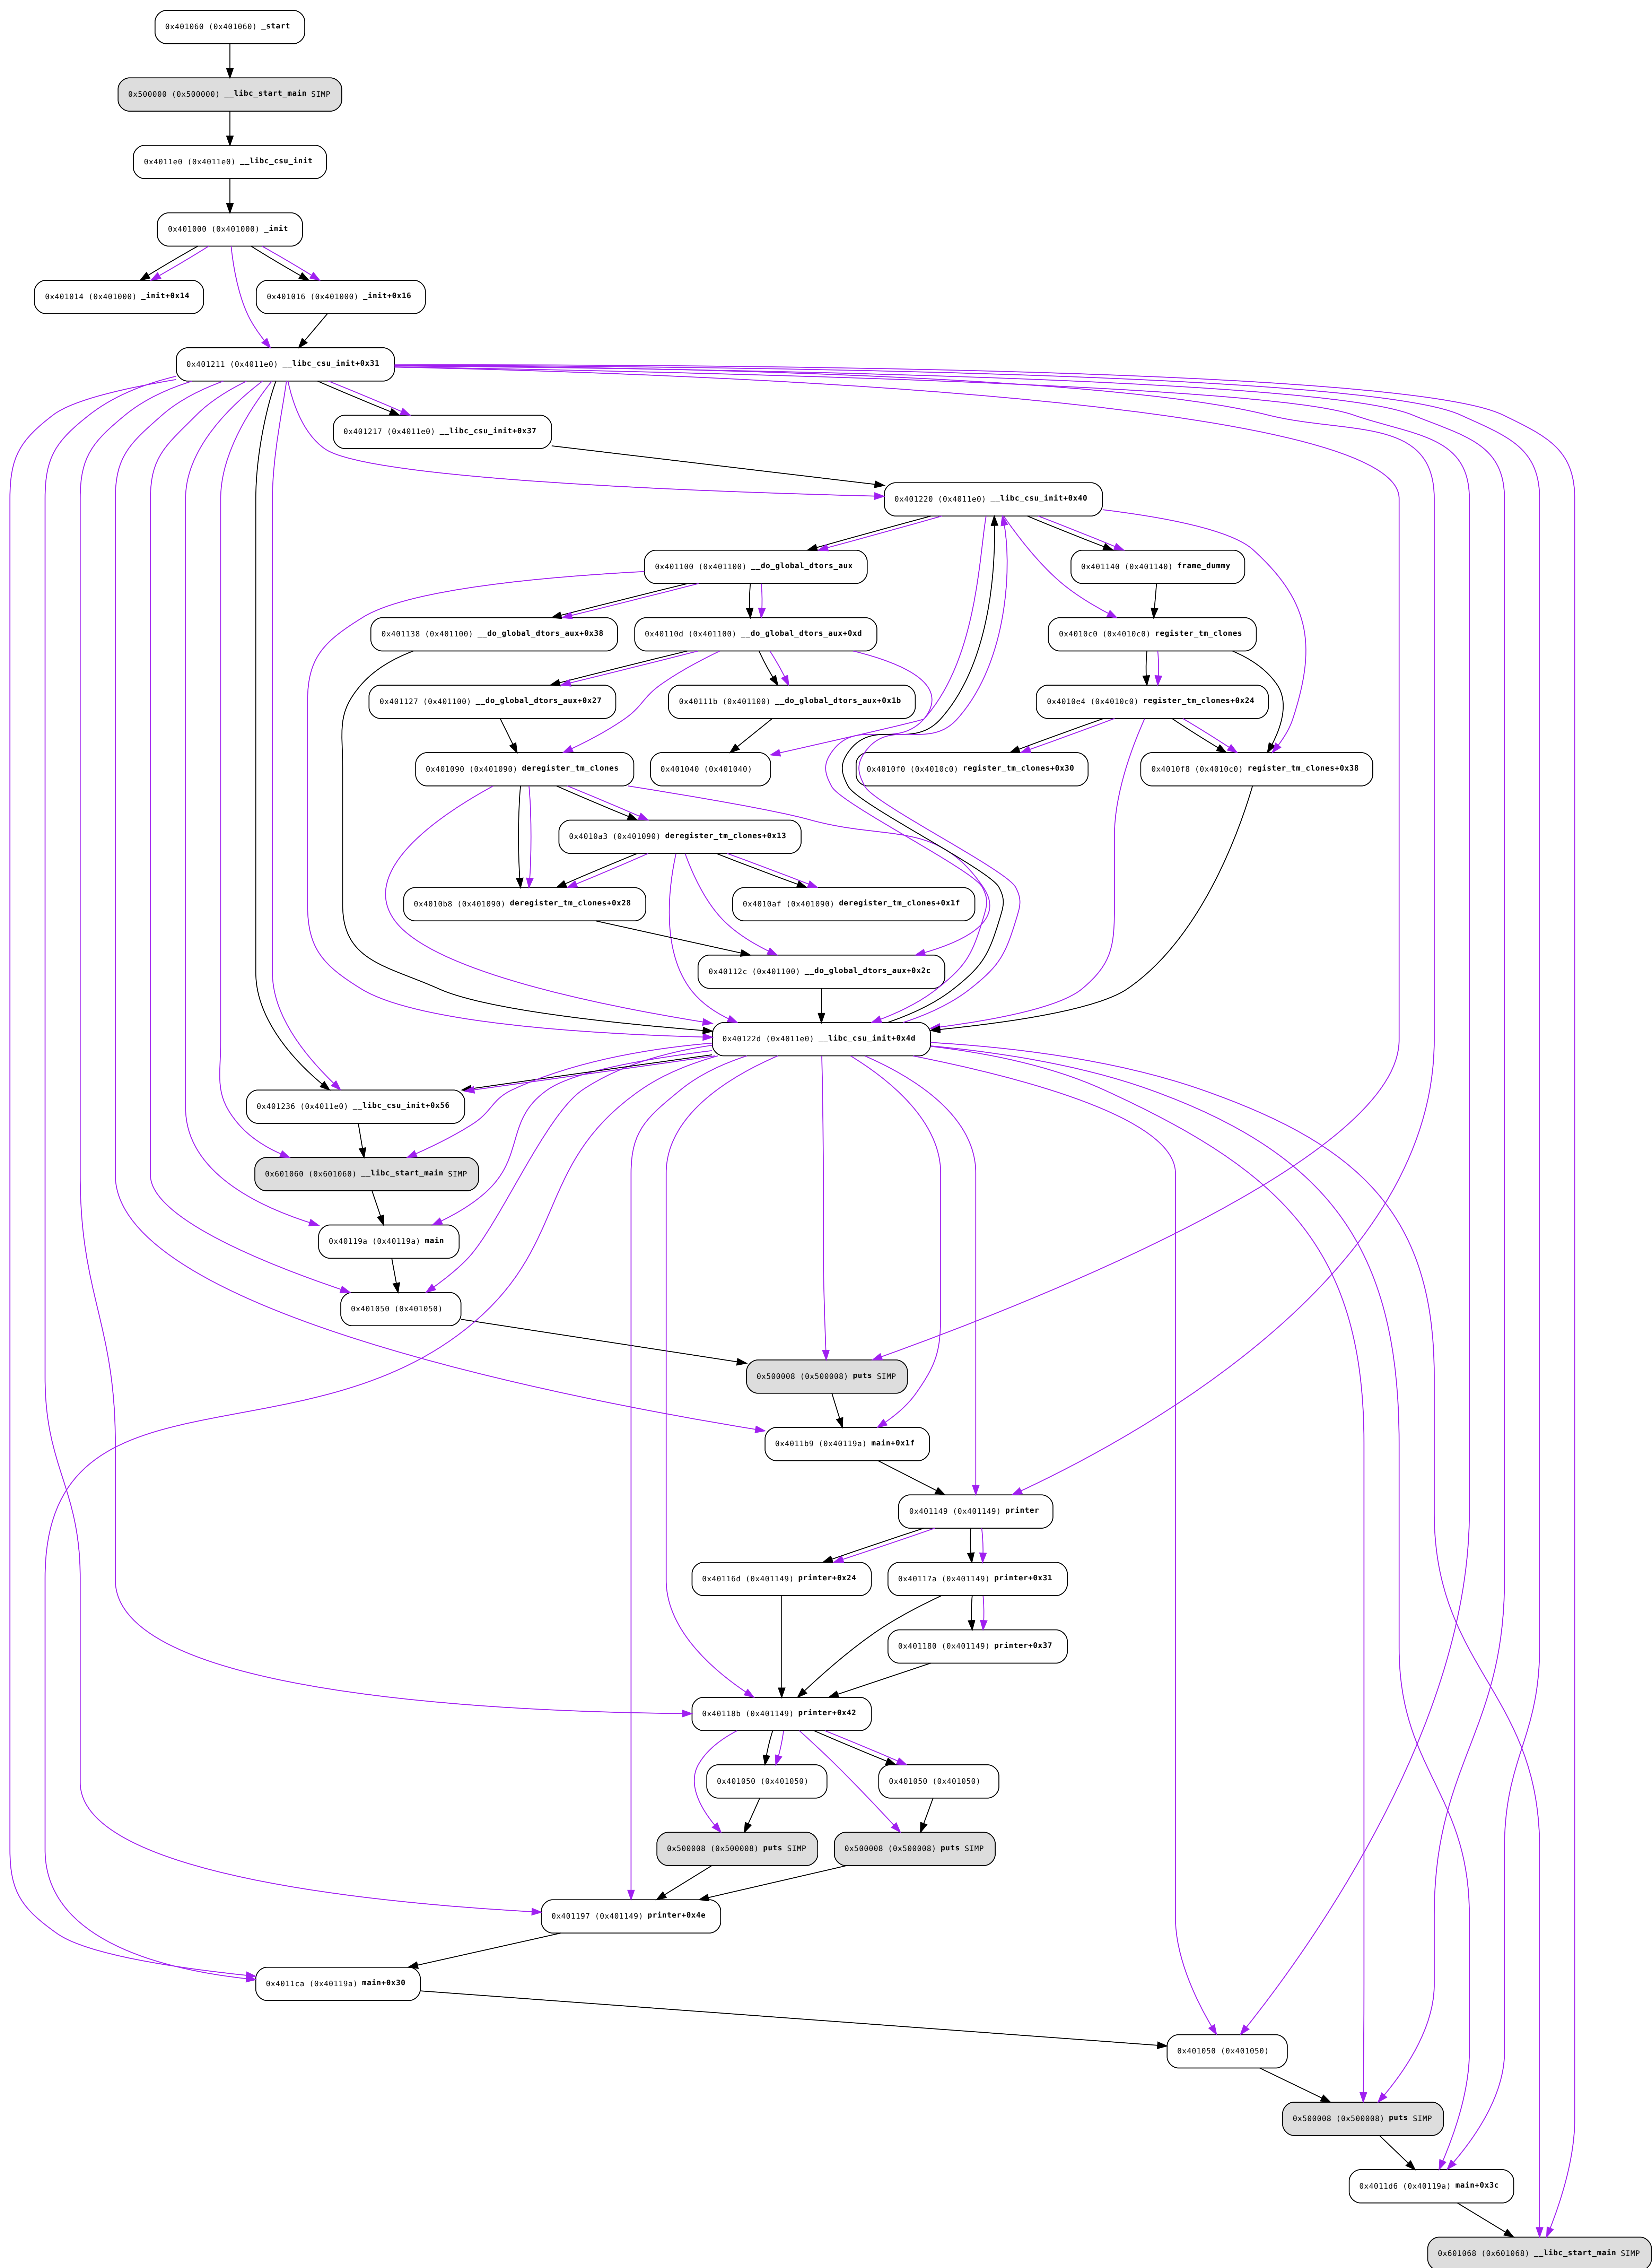 0x401060 (0x401060) _start
0x500000 (0x500000) __libc_start_main SIMP
0x4011e0 (0x4011e0) __libc_csu_init
0x401000 (0x401000) _init
0x401014 (0x401000) _init+0x14
0x401016 (0x401000) _init+0x16
0x401211 (0x4011e0) __libc_csu_init+0x31
0x401217 (0x4011e0) __libc_csu_init+0x37
0x401220 (0x4011e0) __libc_csu_init+0x40
0x401100 (0x401100) __do_global_dtors_aux
0x401140 (0x401140) frame_dummy
0x401138 (0x401100) __do_global_dtors_aux+0x38
0x40110d (0x401100) __do_global_dtors_aux+0xd
0x4010c0 (0x4010c0) register_tm_clones
0x401127 (0x401100) __do_global_dtors_aux+0x27
0x40111b (0x401100) __do_global_dtors_aux+0x1b
0x4010e4 (0x4010c0) register_tm_clones+0x24
0x401090 (0x401090) deregister_tm_clones
0x401040 (0x401040)
0x4010f0 (0x4010c0) register_tm_clones+0x30
0x4010f8 (0x4010c0) register_tm_clones+0x38
0x4010a3 (0x401090) deregister_tm_clones+0x13
0x4010b8 (0x401090) deregister_tm_clones+0x28
0x4010af (0x401090) deregister_tm_clones+0x1f
0x40112c (0x401100) __do_global_dtors_aux+0x2c
0x40122d (0x4011e0) __libc_csu_init+0x4d
0x401236 (0x4011e0) __libc_csu_init+0x56
0x601060 (0x601060) __libc_start_main SIMP
0x40119a (0x40119a) main
0x401050 (0x401050)
0x500008 (0x500008) puts SIMP
0x4011b9 (0x40119a) main+0x1f
0x401149 (0x401149) printer
0x40116d (0x401149) printer+0x24
0x40117a (0x401149) printer+0x31
0x401180 (0x401149) printer+0x37
0x40118b (0x401149) printer+0x42
0x401050 (0x401050)
0x401050 (0x401050)
0x500008 (0x500008) puts SIMP
0x500008 (0x500008) puts SIMP
0x401197 (0x401149) printer+0x4e
0x4011ca (0x40119a) main+0x30
0x401050 (0x401050)
0x500008 (0x500008) puts SIMP
0x4011d6 (0x40119a) main+0x3c
0x601068 (0x601068) __libc_start_main SIMP